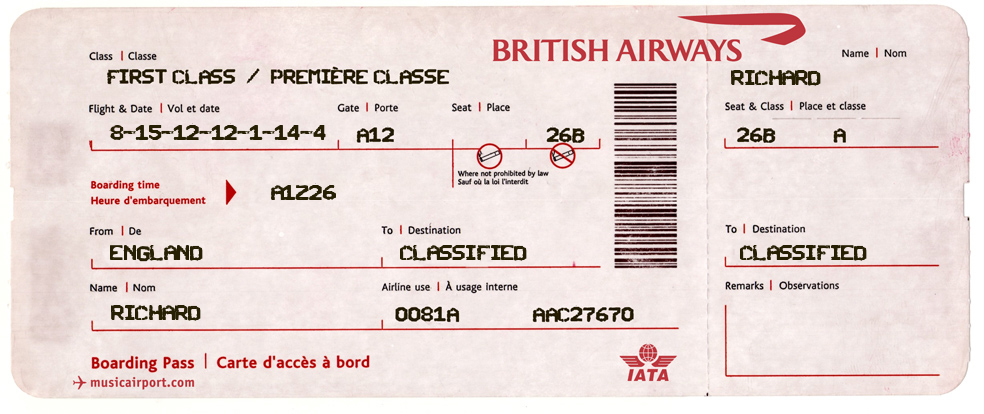 BRITISH AIRWAYS
Class | Classe
FIRST CLASS / PREMIÈRE CLASSE
Flight & Date | Vol et date
Gate | Porte
Seat | Place
8-15-12-12-1-14-4
A12
26B
Where not prohibited by law
Sauf où la loi l'interdit
Boarding time
Heure d'embarquement
A1Z26
From | De
To | Destination
ENGLAND
CLASSIFIED
Name | Nom
Airline use | À usage interne
RICHARD
0081A
AAC27670
Boarding Pass | Carte d'accès à bord
musicairport.com
IATA
Name | Nom
RICHARD
Seat & Class | Place et classe
26B A
To | Destination
CLASSIFIED
Remarks | Observations